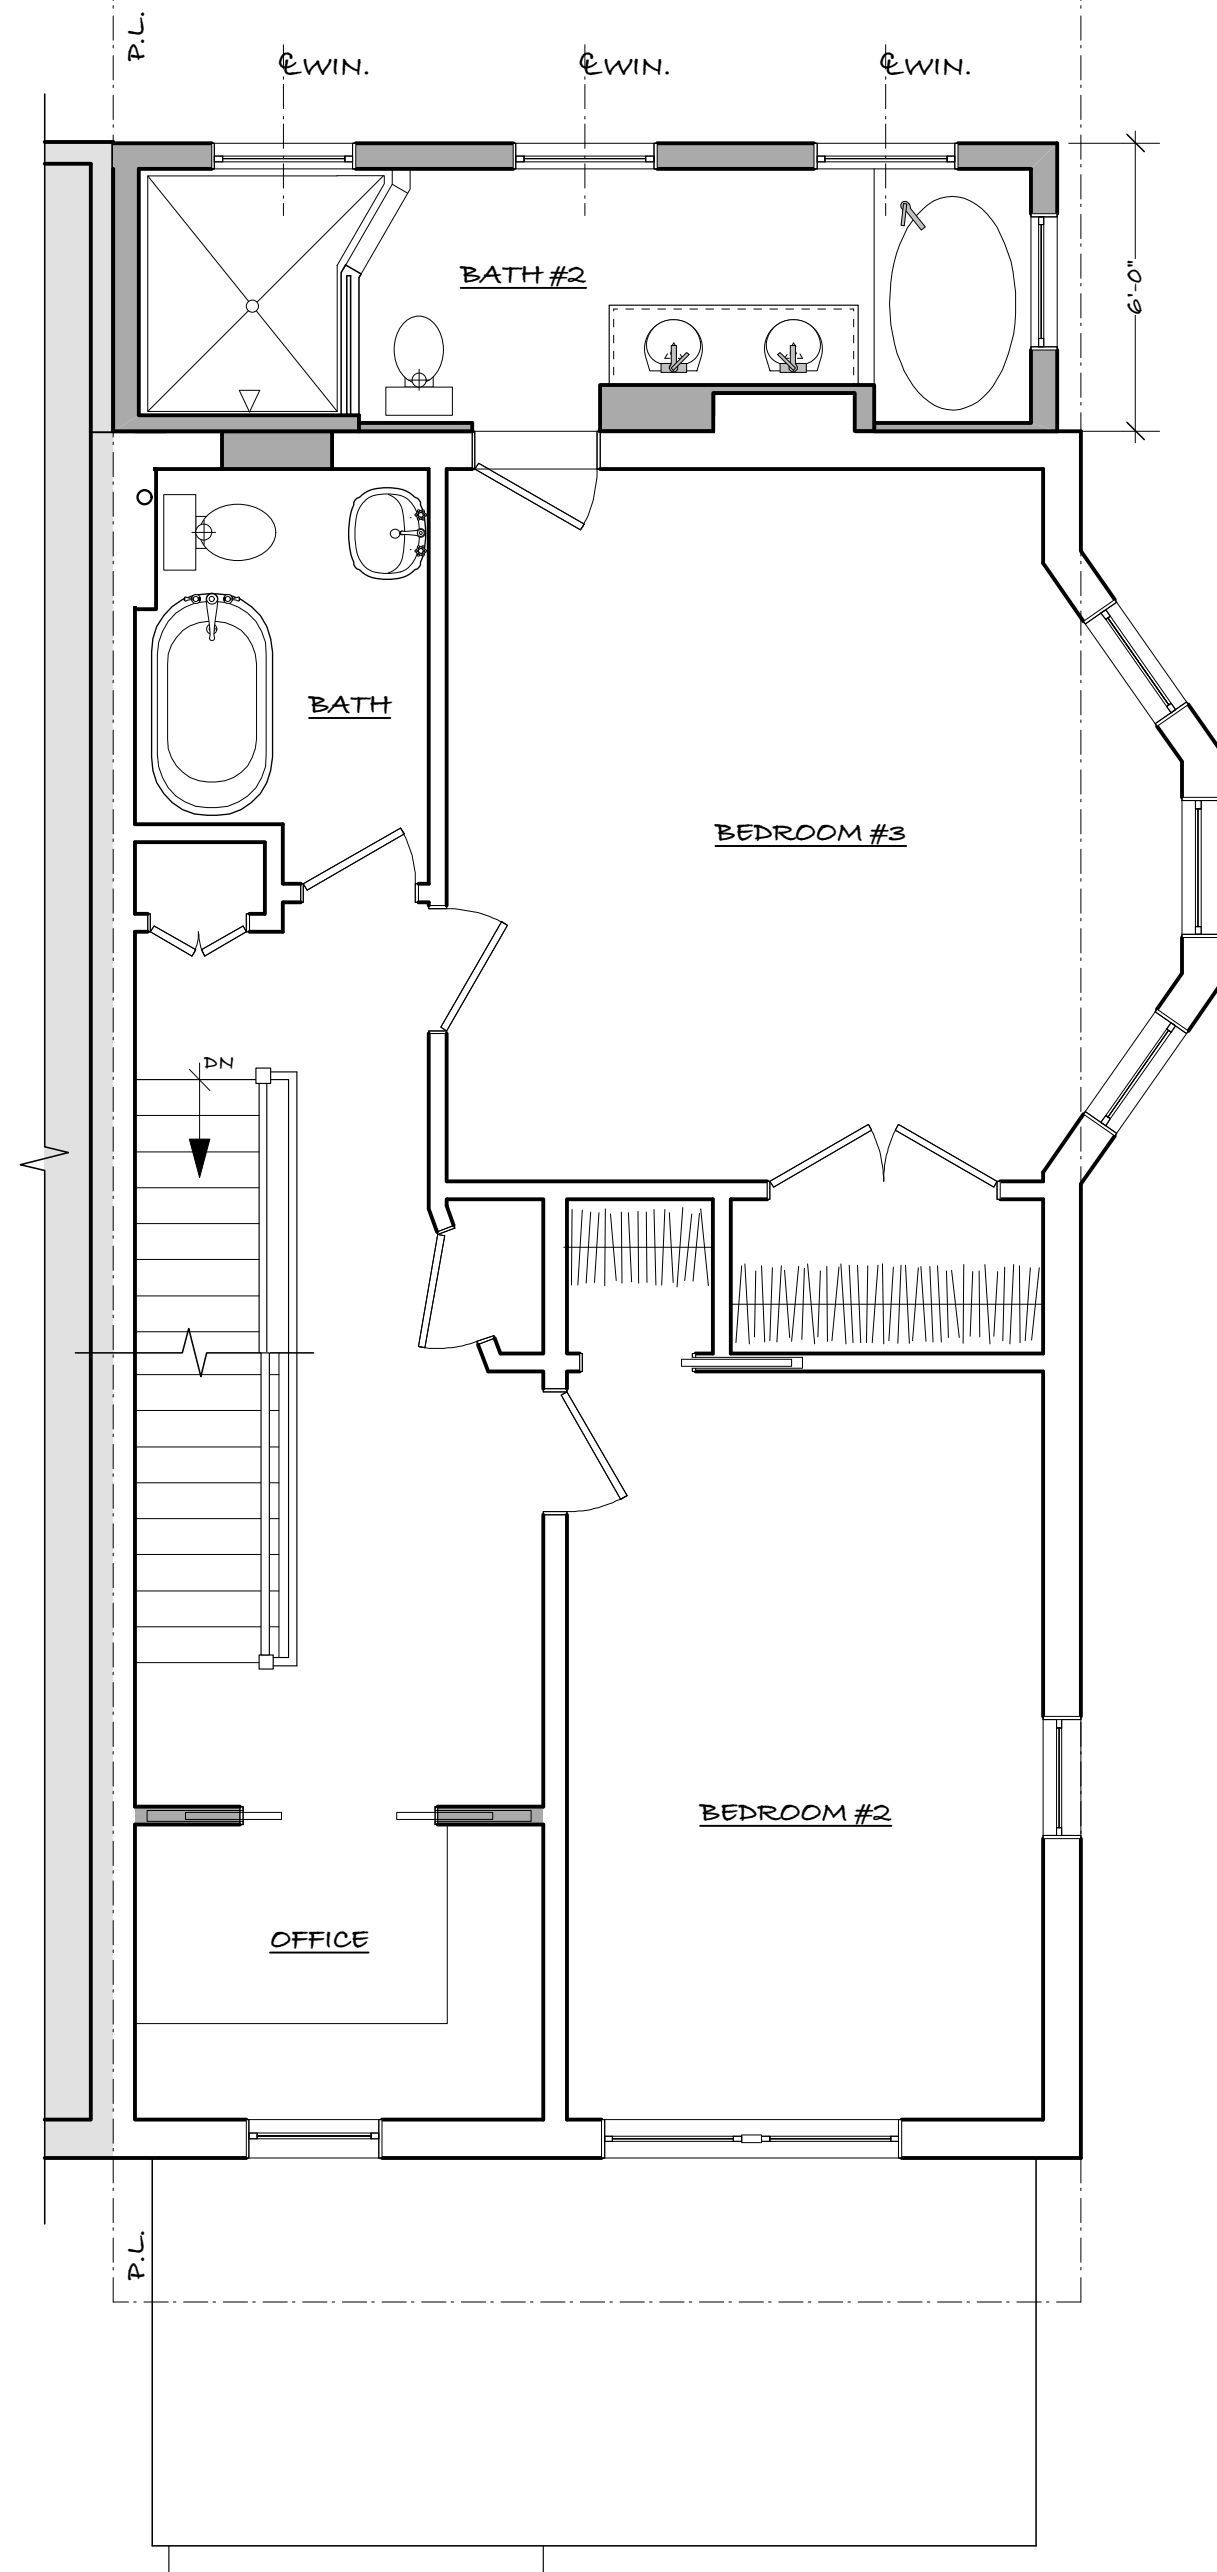 P.L.
℄ WIN.
℄ WIN.
℄ WIN.
BATH #2
6'-0"
BATH
BEDROOM #3
DN
BEDROOM #2
OFFICE
P.L.